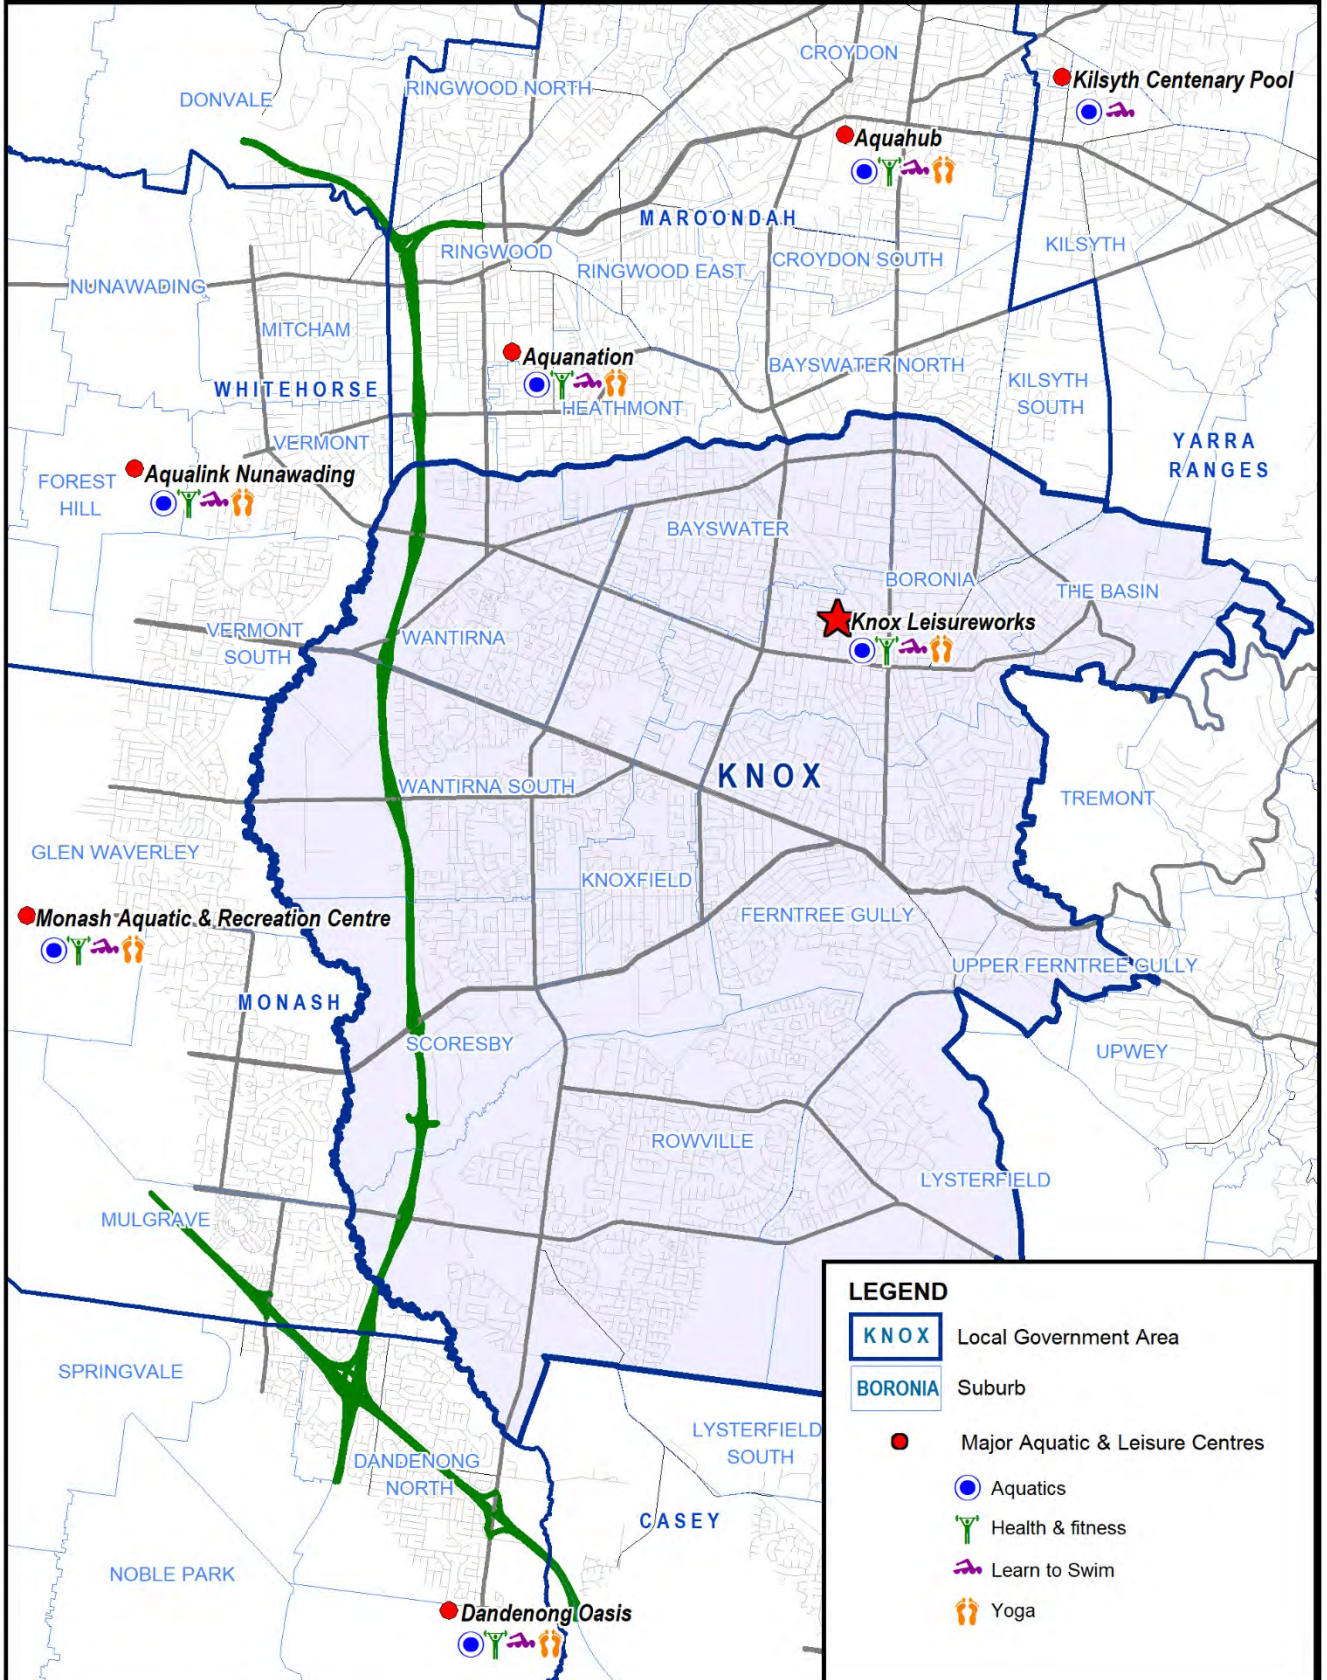 CROYDON
Kilsyth Centenary Pool
RINGWOOD NORTH
DONVALE
Aquahub
MAROONDAH
KILSYTH
RINGWOOD
RINGWOOD EAST
CROYDON SOUTH
NUNAWADING
MITCHAM
Aquanation
BAYSWATER NORTH
KILSYTH
SOUTH
WHITEHORSE
HEATHMONT
VERMONT
YARRA
RANGES
Aqualink Nunawading
FOREST
HILL
BAYSWATER
BORONIA
THE BASIN
Knox Leisureworks
VERMONT
SOUTH
WANTIRNA
KNOX
WANTIRNA SOUTH
TREMONT
GLEN WAVERLEY
KNOXFIELD
Monash Aquatic & Recreation Centre
FERNTREE GULLY
UPPER FERNTREE GULLY
MONASH
SCORESBY
UPWEY
ROWVILLE
LYSTERFIELD
MULGRAVE
SPRINGVALE
LYSTERFIELD
SOUTH
DANDENONG
NORTH
CASEY
NOBLE PARK
Dandenong Oasis
LEGEND
KNOX Local Government Area
BORONIA Suburb
Major Aquatic & Leisure Centres
Aquatics
Health & fitness
Learn to Swim
Yoga